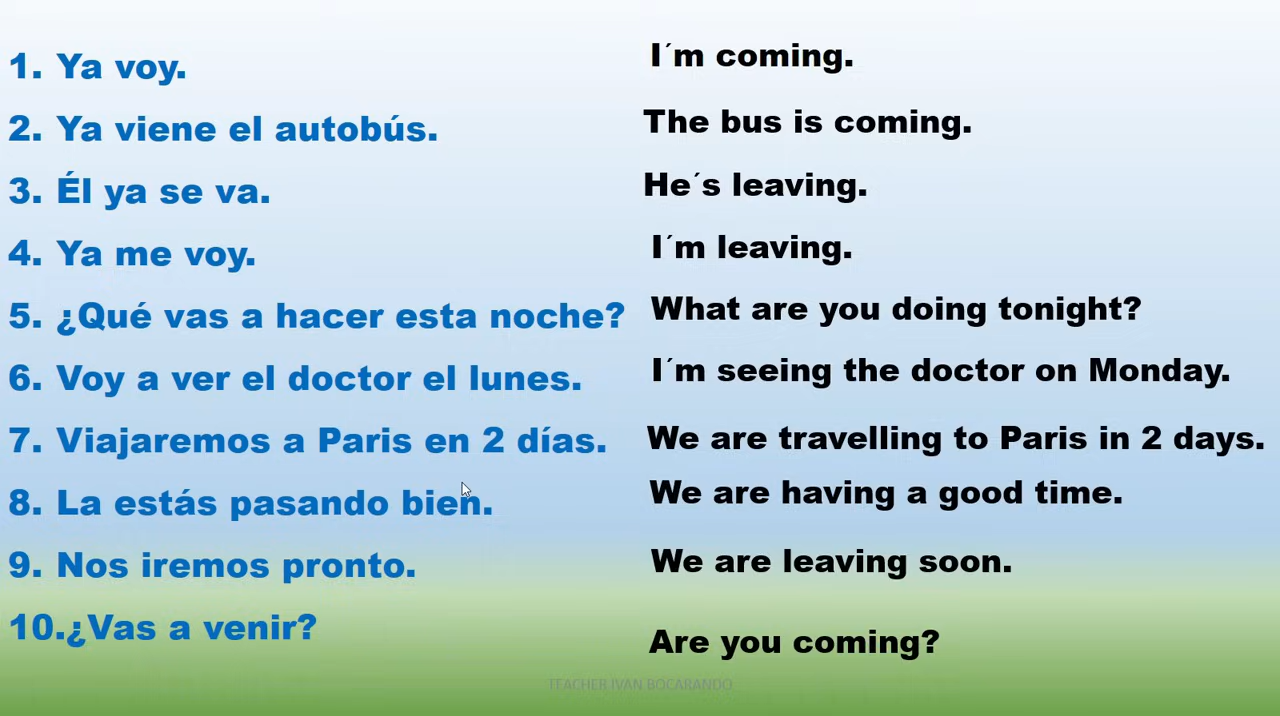 1. Ya voy.
I´m coming.
2. Ya viene el autobús.
The bus is coming.
3. Él ya se va.
He´s leaving.
4. Ya me voy.
I´m leaving.
5. ¿Qué vas a hacer esta noche?
What are you doing tonight?
6. Voy a ver el doctor el lunes.
I´m seeing the doctor on Monday.
7. Viajaremos a Paris en 2 días.
We are travelling to Paris in 2 days.
8. La estás pasando bien.
We are having a good time.
9. Nos iremos pronto.
We are leaving soon.
10.¿Vas a venir?
Are you coming?
TEACHER IVAN BOCARANDO